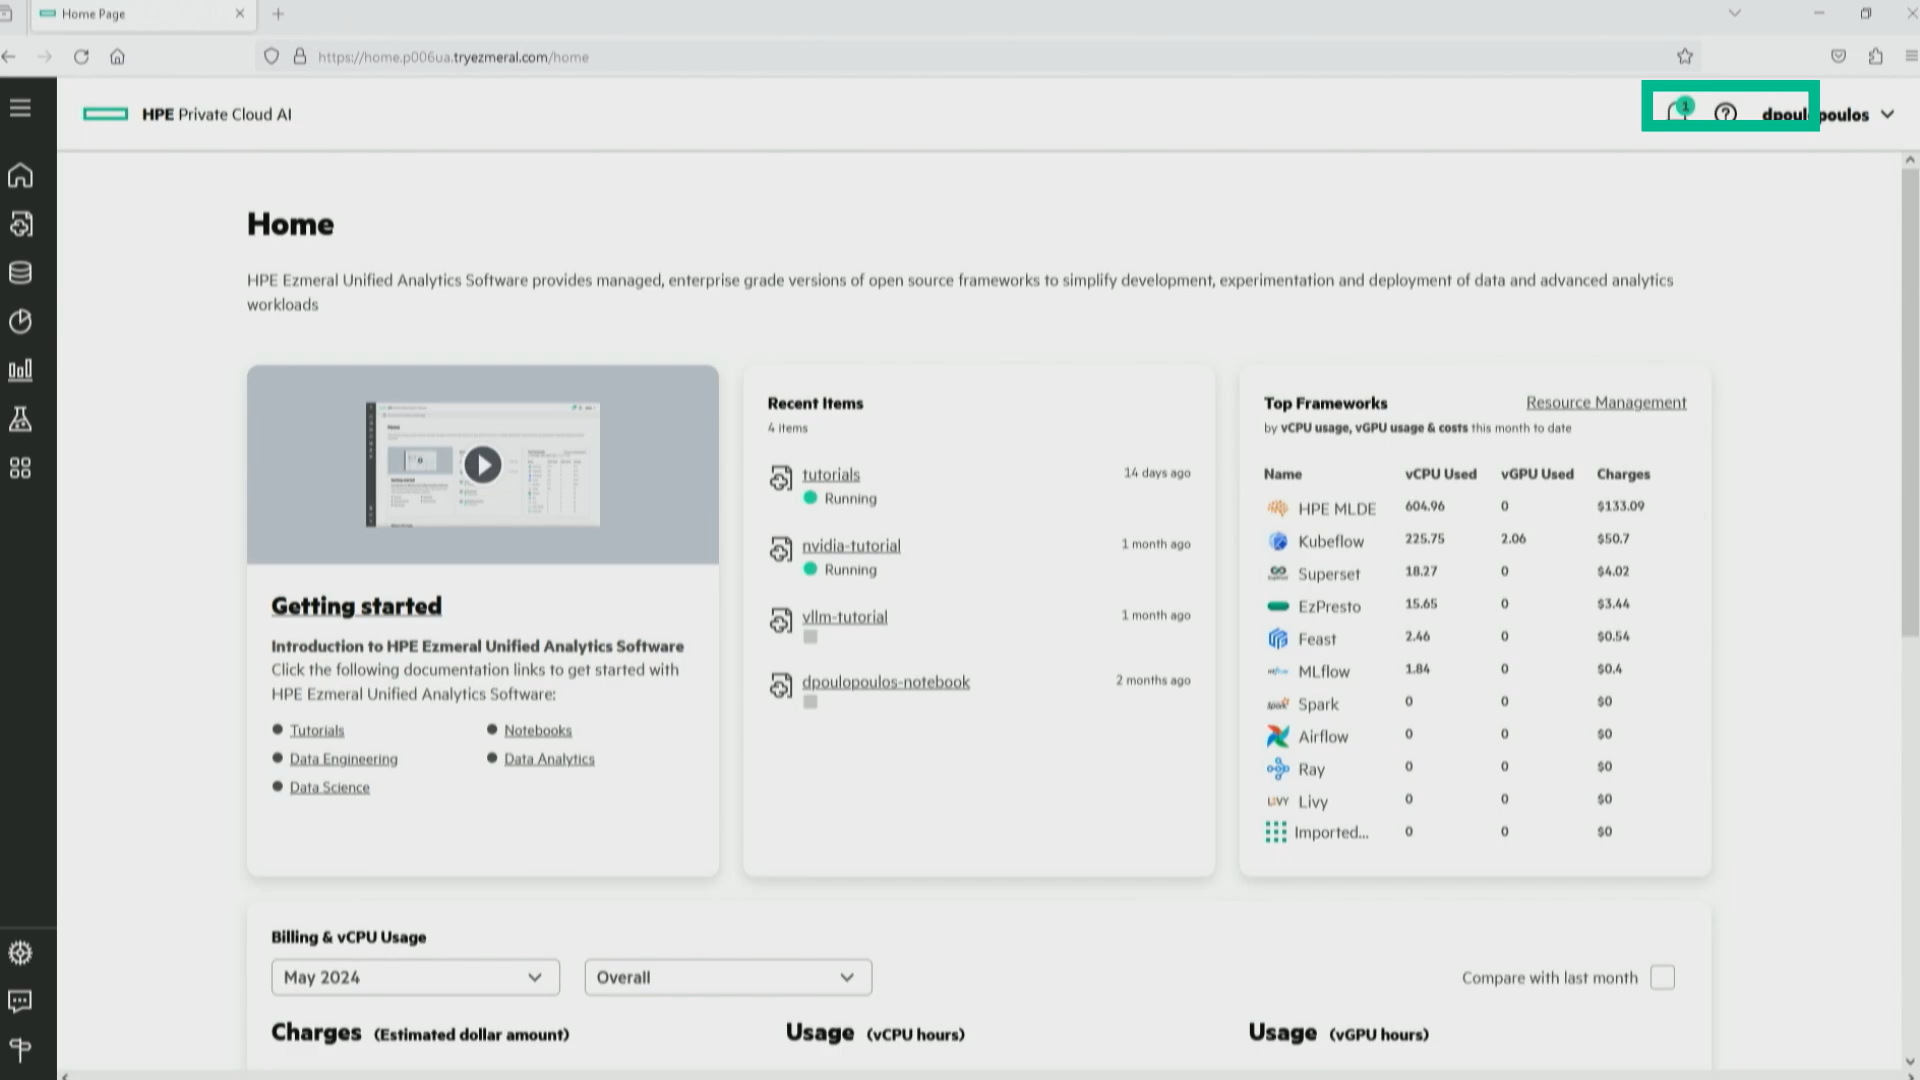 Home Page
https://home.p006ua.tryezmeral.com/home
HPE Private Cloud AI
1
dpoulopoulos
Home
HPE Ezmeral Unified Analytics Software provides managed, enterprise grade versions of open source frameworks to simplify development, experimentation and deployment of data and advanced analytics
workloads
Getting started
Introduction to HPE Ezmeral Unified Analytics Software
Click the following documentation links to get started with
HPE Ezmeral Unified Analytics Software:
Tutorials
Notebooks
Data Engineering
Data Analytics
Data Science
Recent Items
4 items
tutorials 14 days ago
Running
nvidia-tutorial 1 month ago
Running
vllm-tutorial 1 month ago
dpoulopoulos-notebook 2 months ago
Top Frameworks Resource Management
by vCPU usage, vGPU usage & costs this month to date
Name vCPU Used vGPU Used Charges
HPE MLDE 604.96 0 $133.09
Kubeflow 225.75 2.06 $50.7
Superset 18.27 0 $4.02
EzPresto 15.65 0 $3.44
Feast 2.46 0 $0.54
MLflow 1.84 0 $0.4
Spark 0 0 $0
Airflow 0 0 $0
Ray 0 0 $0
LIVY Livy 0 0 $0
Imported... 0 0 $0
Billing & vCPU Usage
May 2024
Overall
Compare with last month
Charges (Estimated dollar amount)
Usage (vCPU hours)
Usage (vGPU hours)